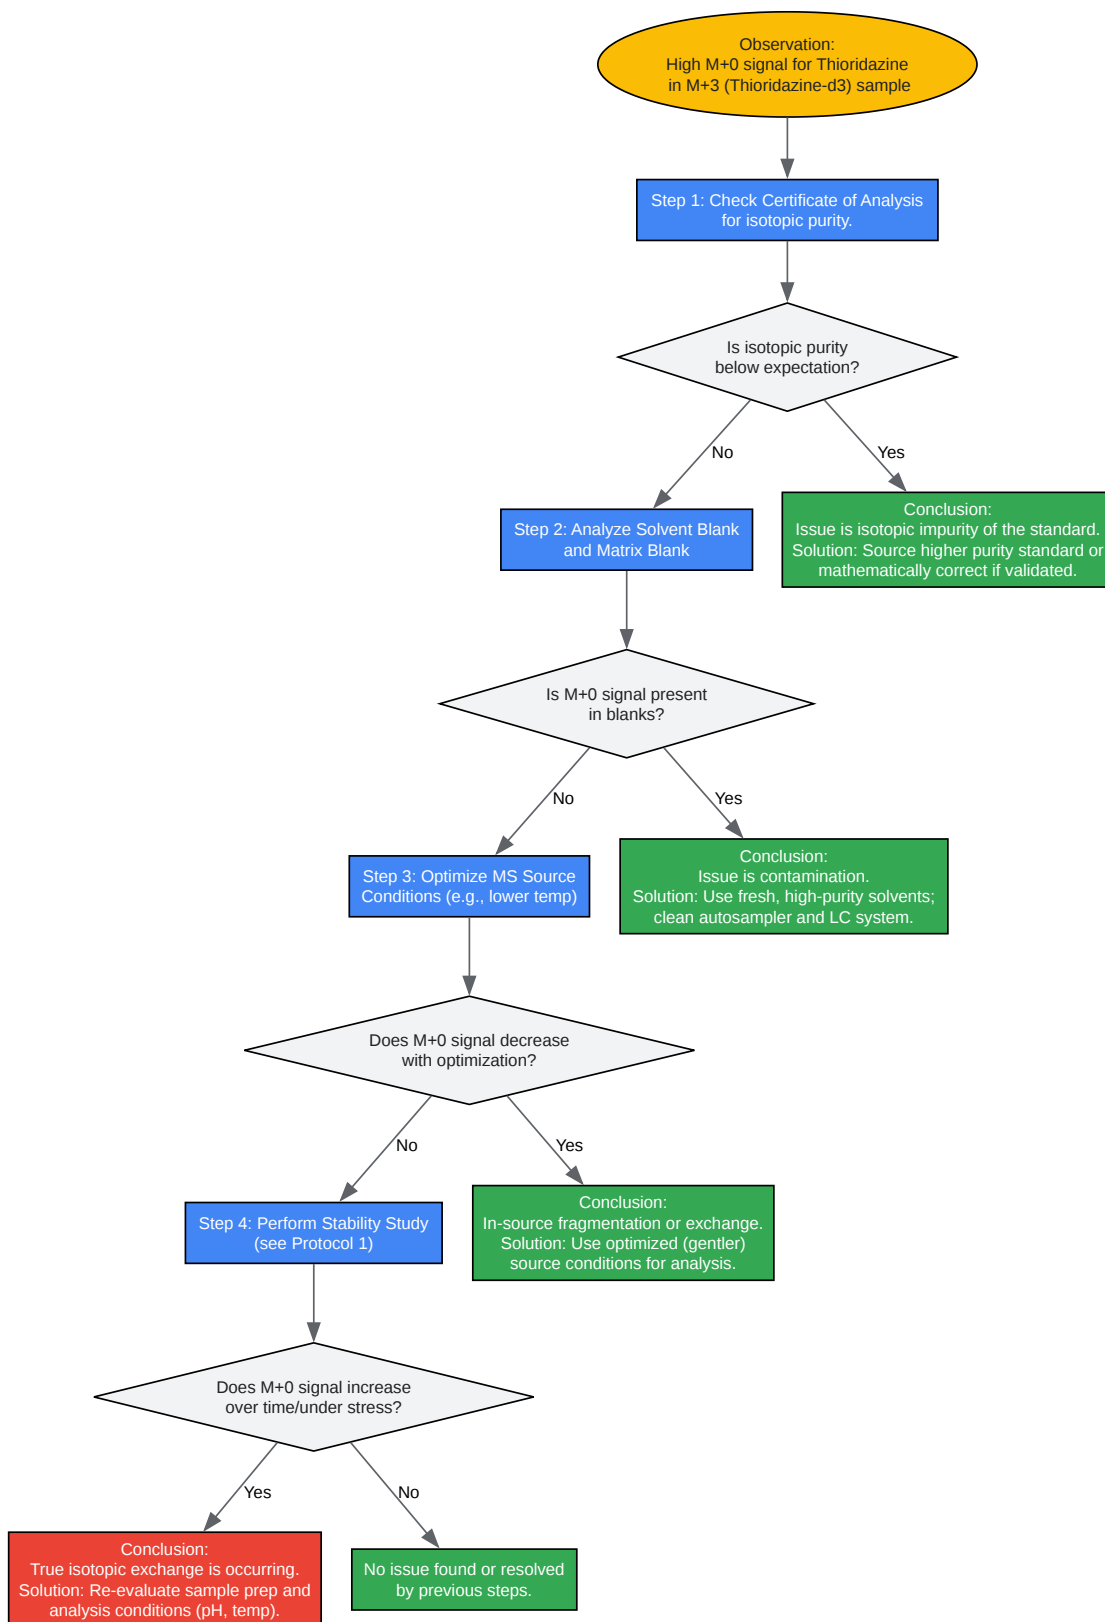 Observation:
High M+0 signal for Thioridazine
in M+3 (Thioridazine-d3) sample
Step 1: Check Certificate of Analysis
for isotopic purity.
Is isotopic purity
below expectation?
No
Yes
Step 2: Analyze Solvent Blank
and Matrix Blank
Conclusion:
Issue is isotopic impurity of the standard.
Solution: Source higher purity standard or
mathematically correct if validated.
Is M+0 signal present
in blanks?
No
Yes
Step 3: Optimize MS Source
Conditions (e.g., lower temp)
Conclusion:
Issue is contamination.
Solution: Use fresh, high-purity solvents;
clean autosampler and LC system.
Does M+0 signal decrease
with optimization?
No
Yes
Step 4: Perform Stability Study
(see Protocol 1)
Conclusion:
In-source fragmentation or exchange.
Solution: Use optimized (gentler)
source conditions for analysis.
Does M+0 signal increase
over time/under stress?
Yes
No
Conclusion:
True isotopic exchange is occurring.
Solution: Re-evaluate sample prep and
analysis conditions (pH, temp).
No issue found or resolved
by previous steps.